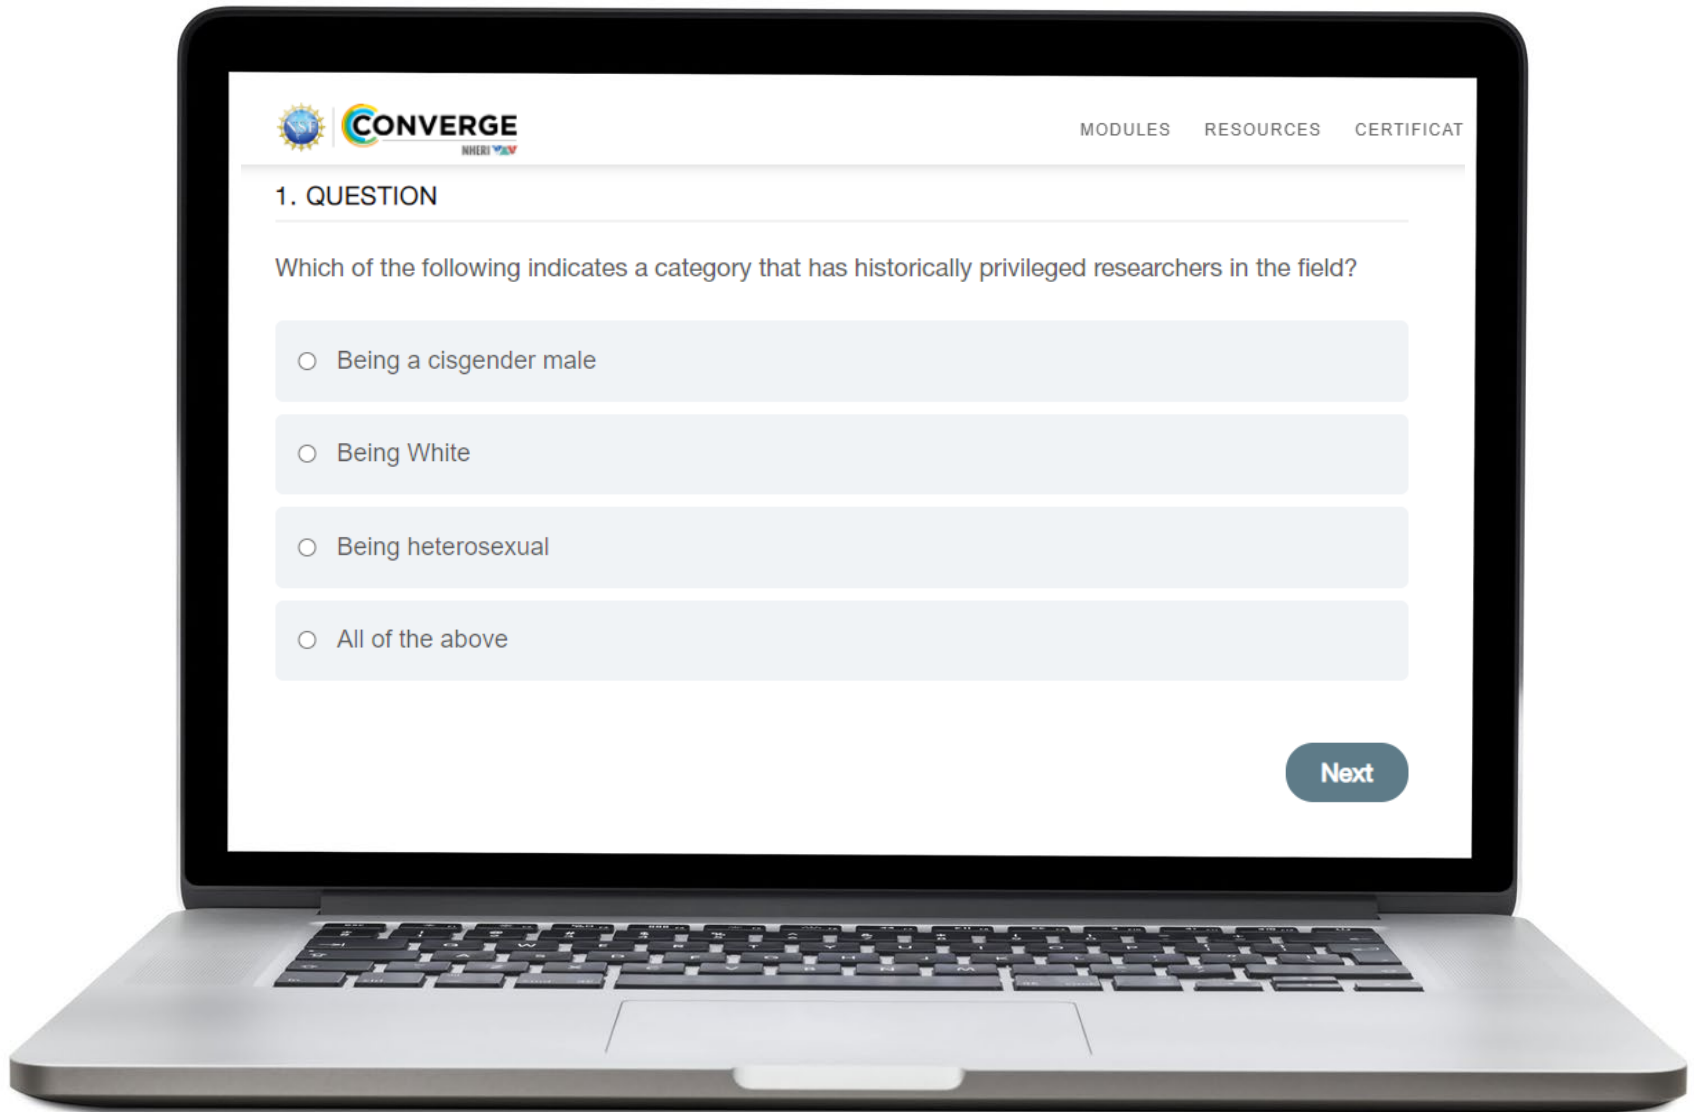 NSF
CONVERGE
NHERI
MODULES RESOURCES CERTIFICAT
1. QUESTION
Which of the following indicates a category that has historically privileged researchers in the field?
Being a cisgender male
Being White
Being heterosexual
All of the above
Next